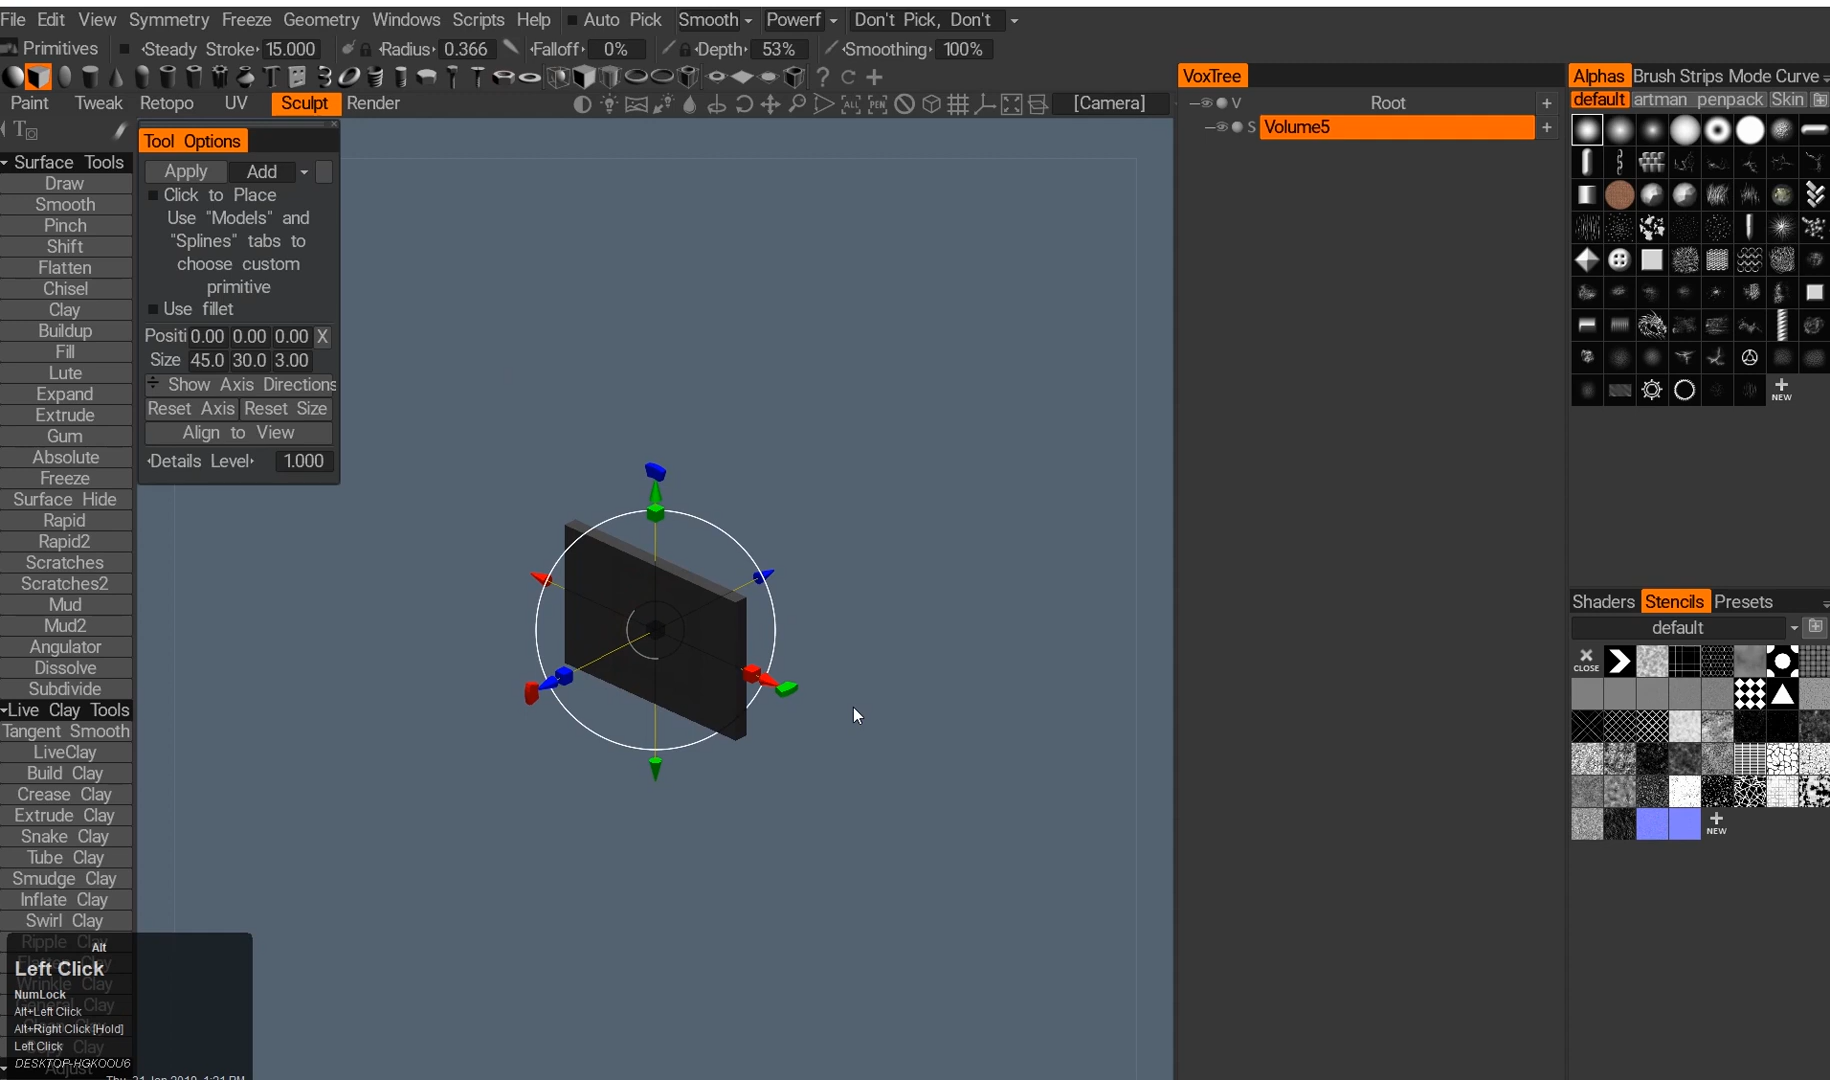 File Edit View Symmetry Freeze Geometry Windows Scripts Help Auto Pick Smooth Powerf Don't Pick, Don't
Primitives Steady Stroke 15.000 Radius 0.366 Falloff 0% Depth 53% Smoothing 100%
Paint Tweak Retopo UV Sculpt Render [Camera]
Tool Options
Apply Add
Click to Place
Use "Models" and
"Splines" tabs to
choose custom
primitive
Use fillet
Positi 0.00 0.00 0.00 X
Size 45.0 30.0 3.00
Show Axis Directions
Reset Axis Reset Size
Align to View
Details Level 1.000
Surface Tools
Draw
Smooth
Pinch
Shift
Flatten
Chisel
Clay
Buildup
Fill
Lute
Expand
Extrude
Gum
Absolute
Freeze
Surface Hide
Rapid
Rapid2
Scratches
Scratches2
Mud
Mud2
Angulator
Dissolve
Subdivide
Live Clay Tools
Tangent Smooth
LiveClay
Build Clay
Crease Clay
Extrude Clay
Snake Clay
Tube Clay
Smudge Clay
Inflate Clay
Swirl Clay
Ripple Clay
Alt
Left Click
NumLock
Alt+Left Click
Alt+Right Click [Hold]
Left Click
DESKTOP-HGKOOU6
VoxTree
V Root +
S Volume5 +
Alphas Brush Strips Mode Curve
default artman penpack Skin
NEW
Shaders Stencils Presets
default
CLOSE
NEW